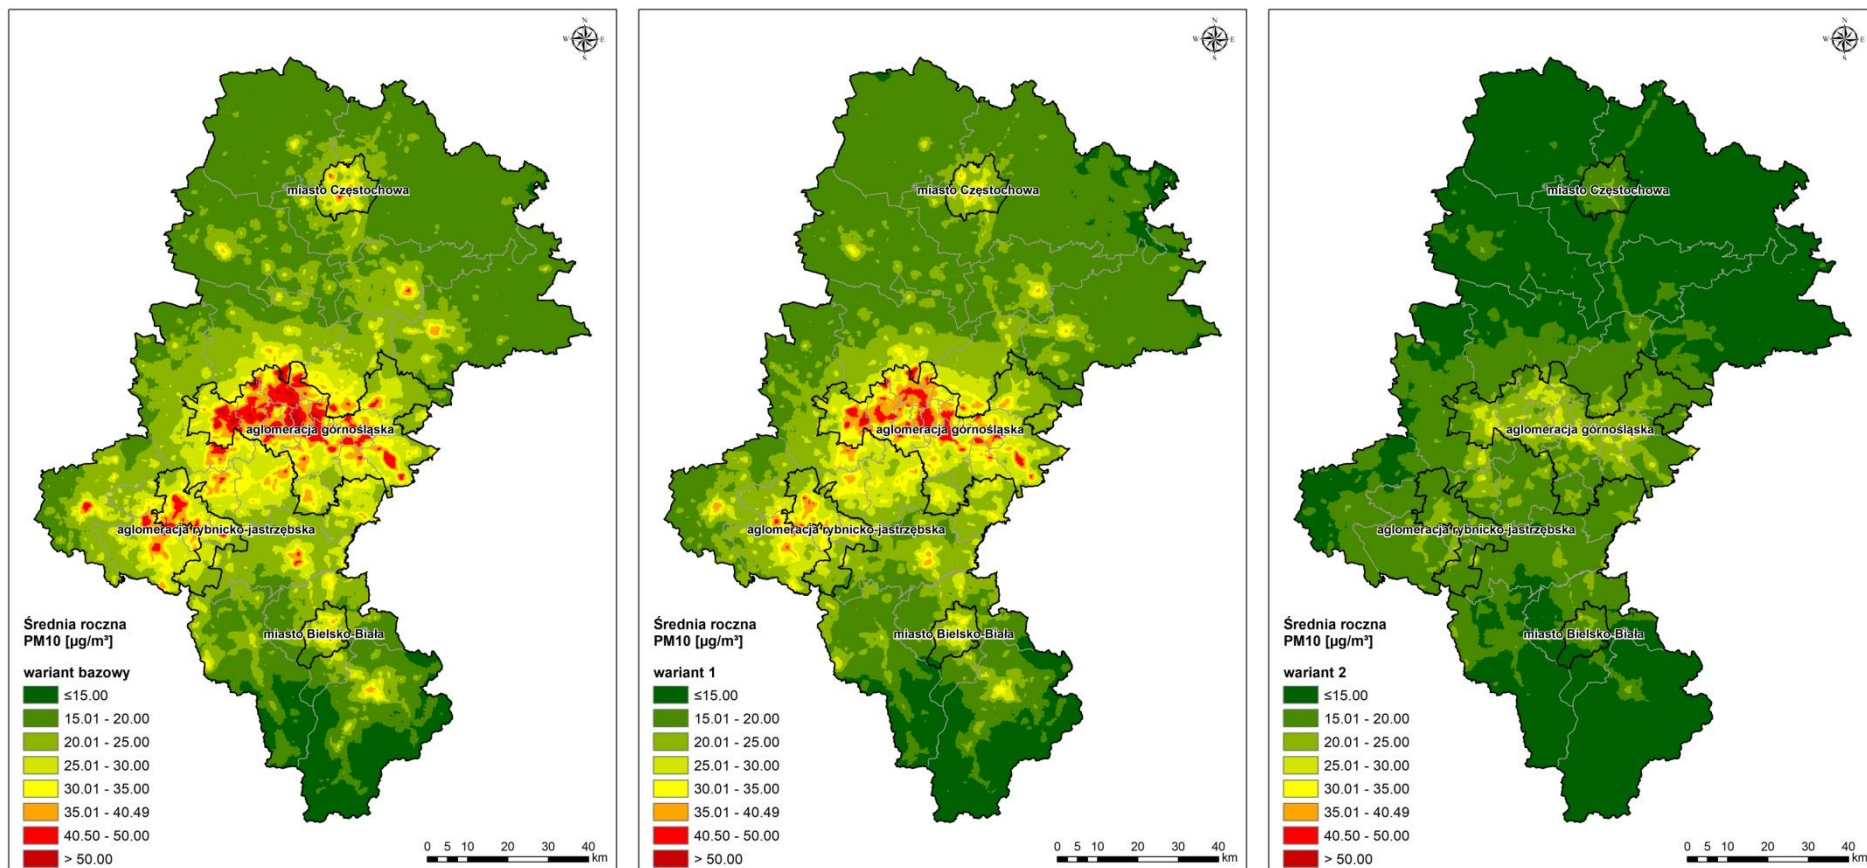 N
W E
S
miasto Częstochowa
aglomeracja górnośląska
aglomeracja rybnicko-jastrzębska
miasto Bielsko-Biała
Średnia roczna
PM10 [µg/m³]
wariant bazowy
≤15.00
15.01 - 20.00
20.01 - 25.00
25.01 - 30.00
30.01 - 35.00
35.01 - 40.49
40.50 - 50.00
> 50.00
0 5 10 20 30 40
km
N
W E
S
miasto Częstochowa
aglomeracja górnośląska
aglomeracja rybnicko-jastrzębska
miasto Bielsko-Biała
Średnia roczna
PM10 [µg/m³]
wariant 1
≤15.00
15.01 - 20.00
20.01 - 25.00
25.01 - 30.00
30.01 - 35.00
35.01 - 40.49
40.50 - 50.00
> 50.00
0 5 10 20 30 40
km
N
W E
S
miasto Częstochowa
aglomeracja górnośląska
aglomeracja rybnicko-jastrzębska
miasto Bielsko-Biała
Średnia roczna
PM10 [µg/m³]
wariant 2
≤15.00
15.01 - 20.00
20.01 - 25.00
25.01 - 30.00
30.01 - 35.00
35.01 - 40.49
40.50 - 50.00
> 50.00
0 5 10 20 30 40
km